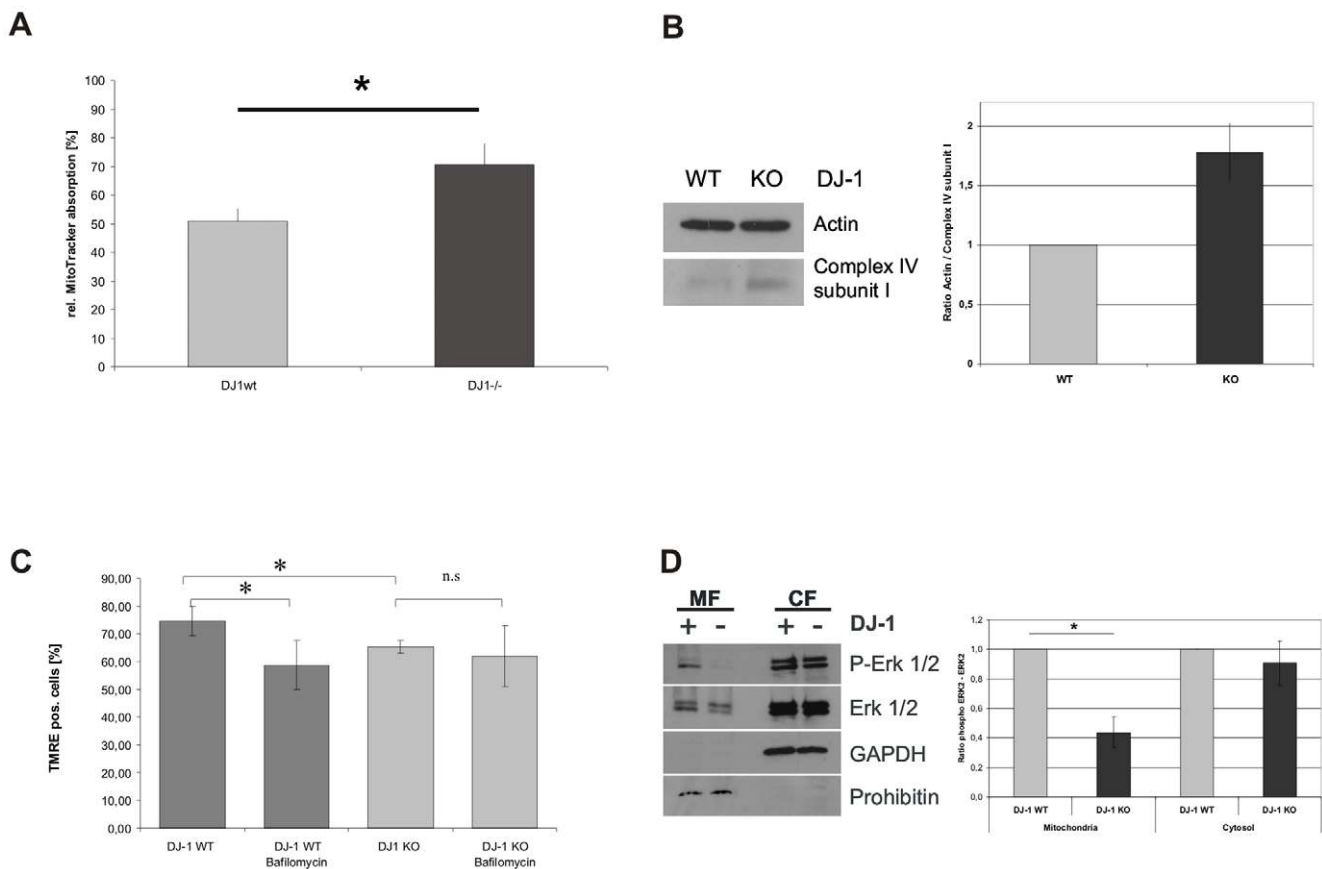 A
*
rel. MitoTracker absorption [%]
100
90
80
70
60
50
40
30
20
10
0
DJ1wt
DJ1-/-
B
WT KO DJ-1
Actin
Complex IV
subunit I
Ratio Actin / Complex IV subunit I
2
1,5
1
0,5
0
WT
KO
C
TMRE pos. cells [%]
90,00
80,00
70,00
60,00
50,00
40,00
30,00
20,00
10,00
0,00
*
*
n.s
DJ-1 WT
DJ-1 WT
Bafilomycin
DJ1 KO
DJ-1 KO
Bafilomycin
D
MF CF
+ - + - DJ-1
P-Erk 1/2
Erk 1/2
GAPDH
Prohibitin
Ratio phospho ERK2 - ERK2
1,2
1,0
0,8
0,6
0,4
0,2
0,0
*
DJ-1 WT
DJ-1 KO
DJ-1 WT
DJ-1 KO
Mitochondria
Cytosol